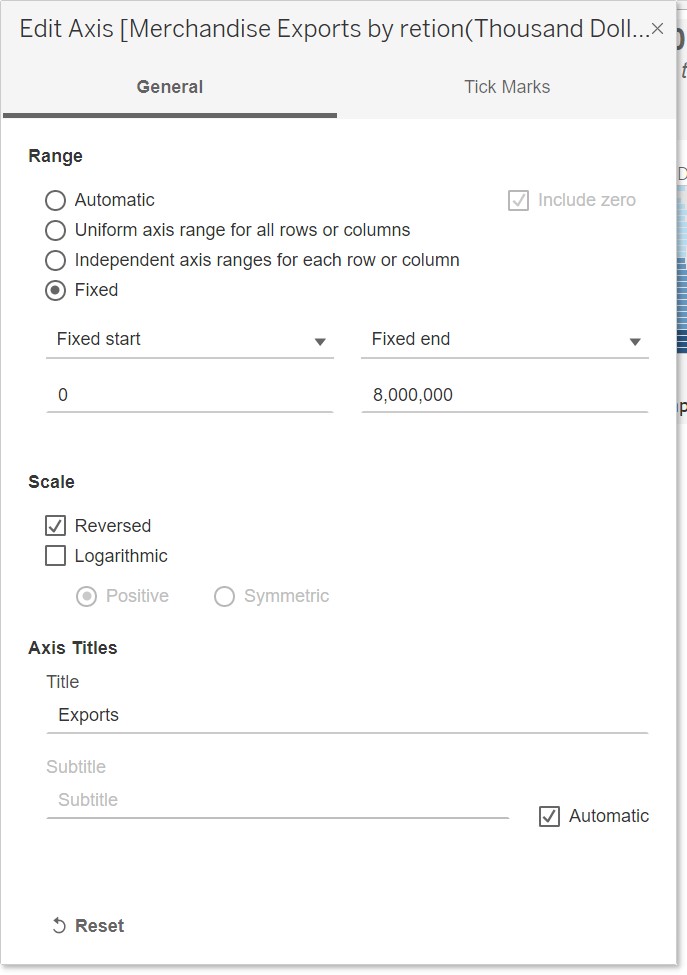 Edit Axis [Merchandise Exports by retion(Thousand Doll...
General Tick Marks
Range
Automatic Include zero
Uniform axis range for all rows or columns
Independent axis ranges for each row or column
Fixed
Fixed start Fixed end
0 8,000,000
Scale
Reversed
Logarithmic
Positive Symmetric
Axis Titles
Title
Exports
Subtitle
Subtitle
Automatic
Reset